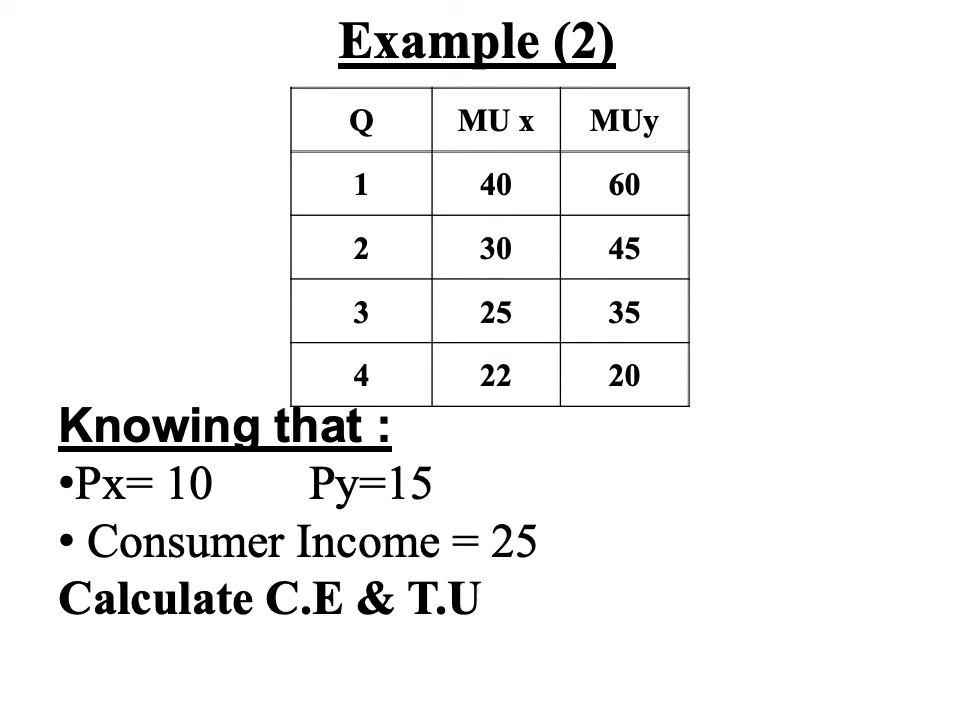 Example (2)
Q MU x MUy
1 40 60
2 30 45
3 25 35
4 22 20
Knowing that :
•Px= 10 Py=15
• Consumer Income = 25
Calculate C.E & T.U